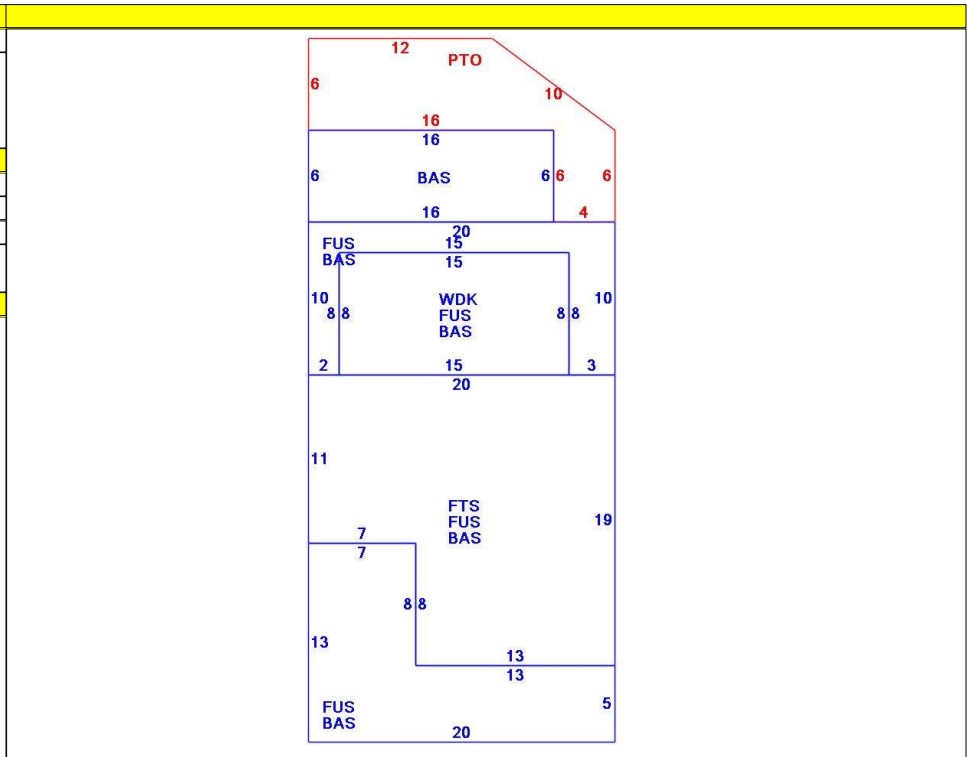 12
PTO
6
10
16
16
6 BAS 6 6 6
16 4
20
FUS 15
BAS 15
10 WDK 10
8 8 FUS 8 8
BAS
2 15 3
20
11
FTS
FUS 19
BAS
7
7
8 8
13
13
13
5
FUS
BAS
20